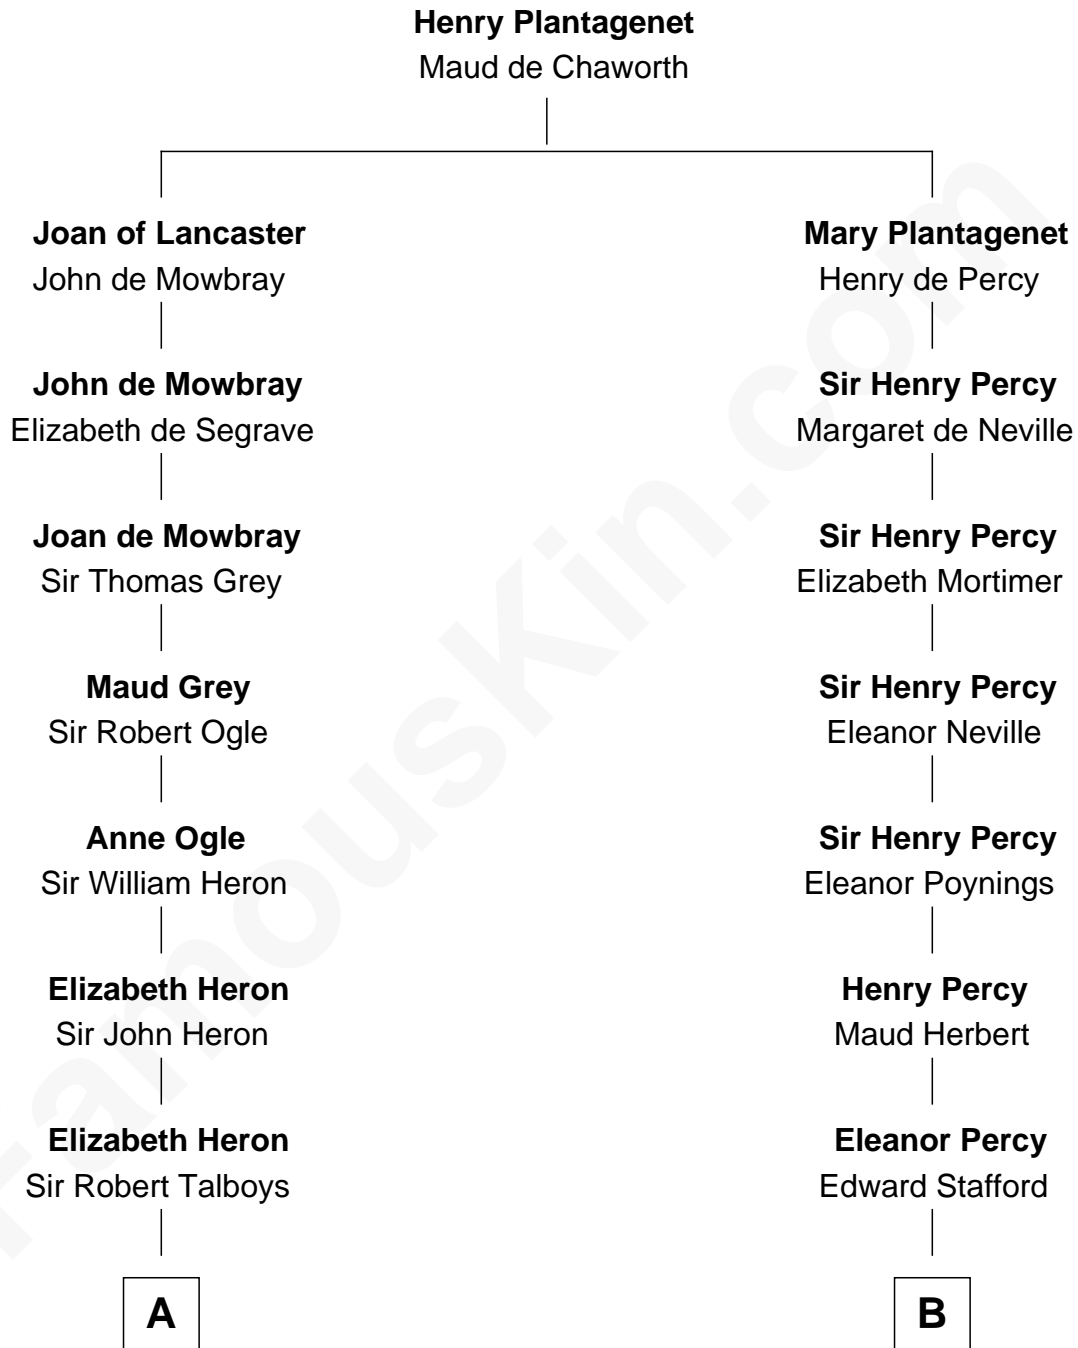 Henry Plantagenet
Maud de Chaworth
Joan of Lancaster
John de Mowbray
Mary Plantagenet
Henry de Percy
John de Mowbray
Elizabeth de Segrave
Sir Henry Percy
Margaret de Neville
Joan de Mowbray
Sir Thomas Grey
Sir Henry Percy
Elizabeth Mortimer
Maud Grey
Sir Robert Ogle
Sir Henry Percy
Eleanor Neville
Anne Ogle
Sir William Heron
Sir Henry Percy
Eleanor Poynings
Elizabeth Heron
Sir John Heron
Henry Percy
Maud Herbert
Elizabeth Heron
Sir Robert Talboys
Eleanor Percy
Edward Stafford
A
B
FamousKin.com